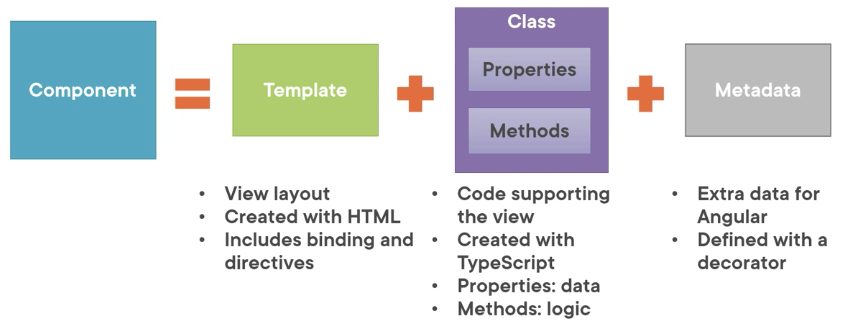 Component
Template
Class
Properties
Methods
Metadata
• View layout
• Created with HTML
• Includes binding and
directives
• Code supporting
the view
• Created with
TypeScript
• Properties: data
• Methods: logic
• Extra data for
Angular
• Defined with a
decorator